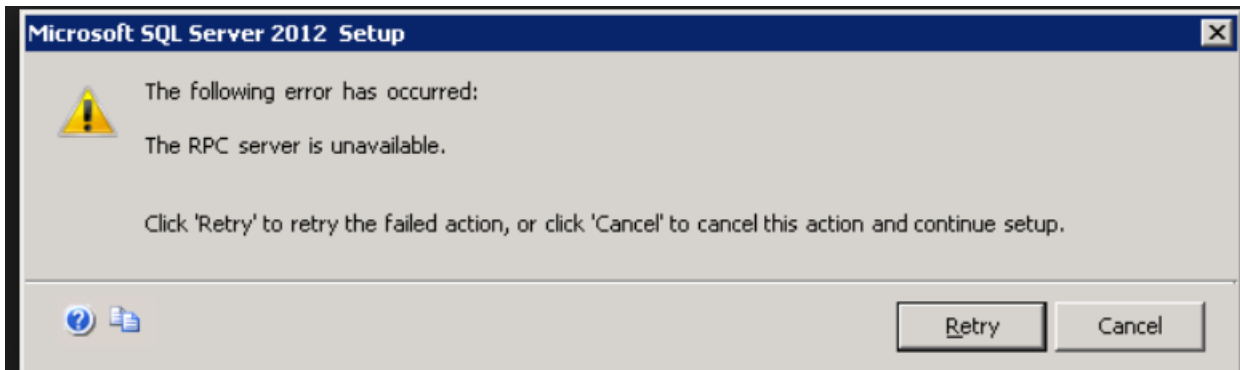 Microsoft SQL Server 2012 Setup
The following error has occurred:
The RPC server is unavailable.
Click 'Retry' to retry the failed action, or click 'Cancel' to cancel this action and continue setup.
Retry Cancel